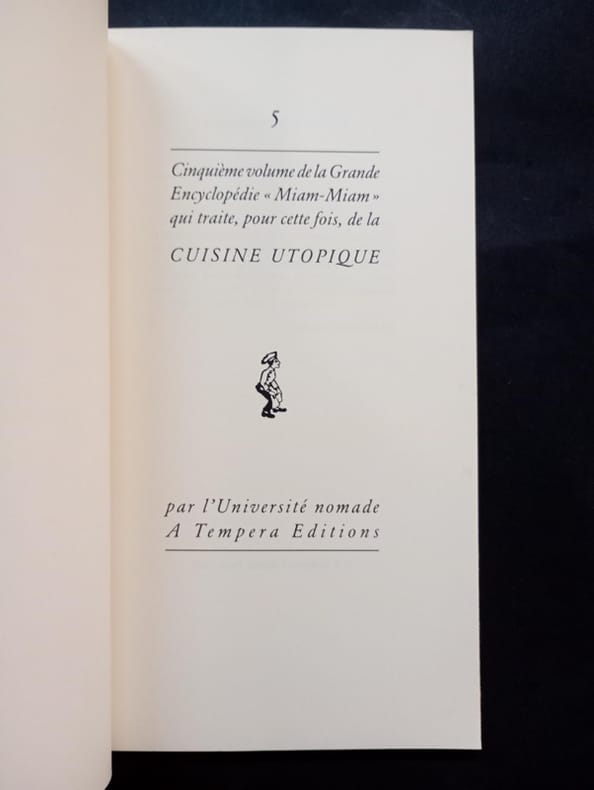 5
Cinquième volume de la Grande
Encyclopédie « Miam-Miam »
qui traite, pour cette fois, de la
CUISINE UTOPIQUE
par l'Université nomade
A Tempera Editions